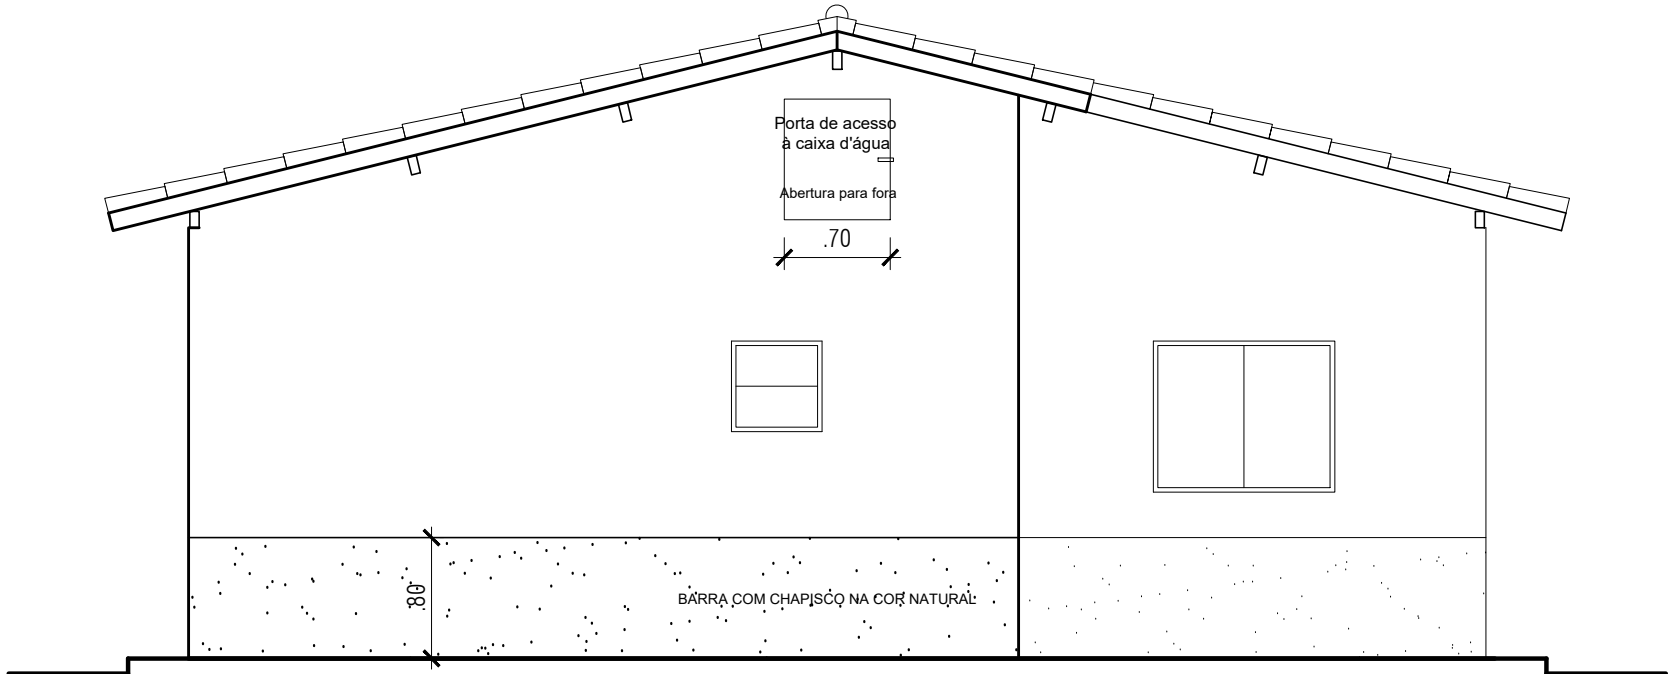 Porta de acesso
à caixa d'água
Abertura para fora
.70
.80
BARRA COM CHAPISCO NA COR NATURAL